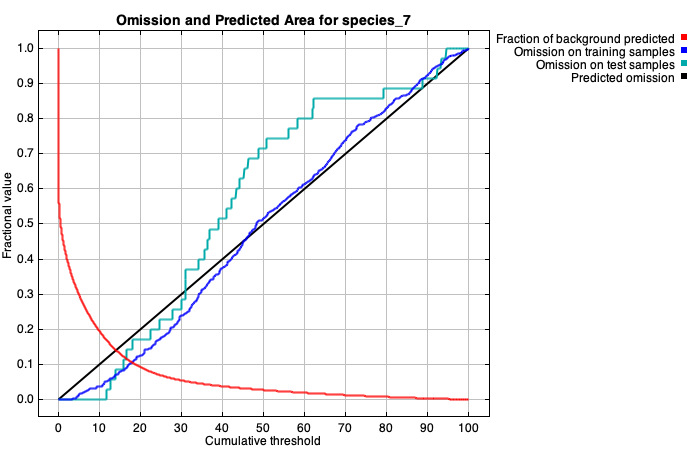 Omission and Predicted Area for species_7
Fraction of background predicted
Omission on training samples
Omission on test samples
Predicted omission
Fractional value
1.0
0.9
0.8
0.7
0.6
0.5
0.4
0.3
0.2
0.1
0.0
0 10 20 30 40 50 60 70 80 90 100
Cumulative threshold